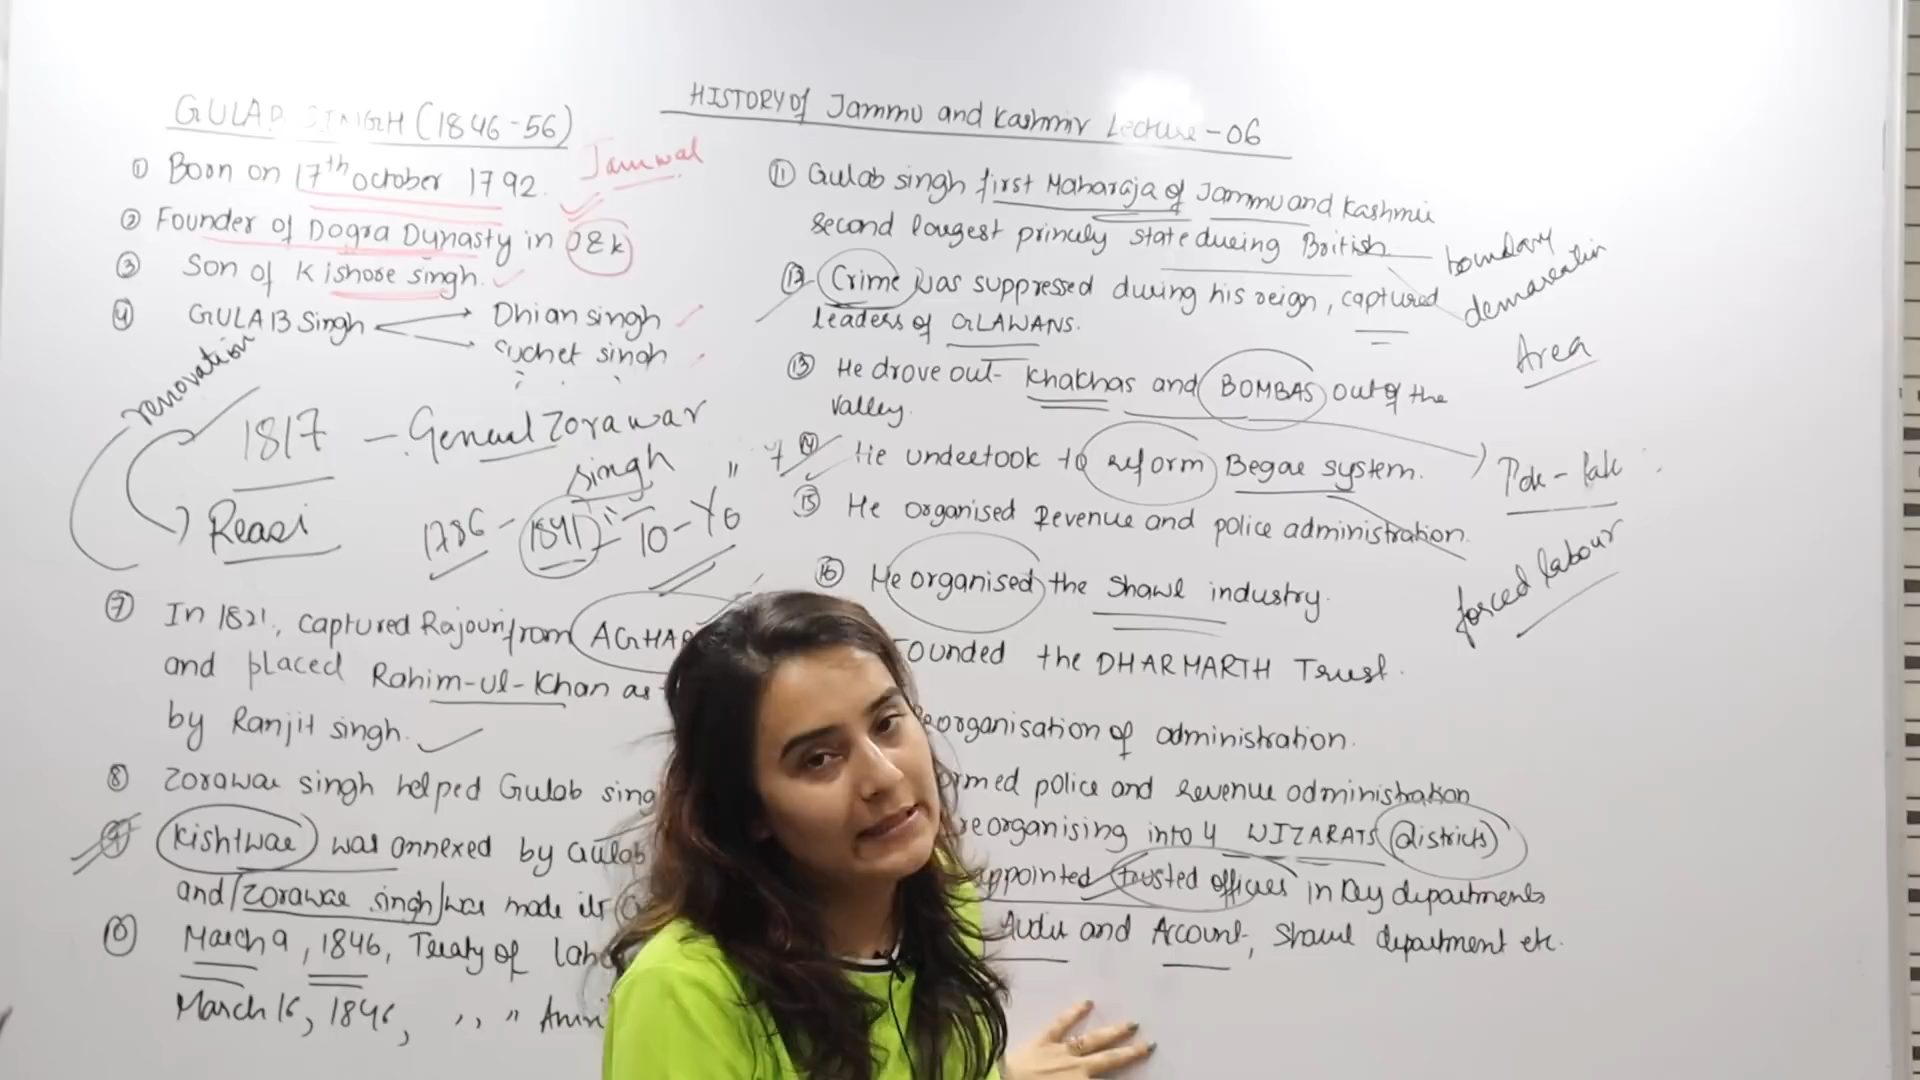 GULAB SINGH (1846-56)
HISTORY of Jammu and Kashmir Lecture-06
① Born on 17th october 1792.
Jamwal
② Founder of Dogra Dynasty in J&k
③ Son of Kishore singh.
④ GULAB Singh
Dhian singh
Suchet singh
renovation
1817 - General Zorawar
singh
Reasi
1786 - 1841
⑦ In 1821, captured Rajouri from AGHAR
and placed Rahim-ul-Khan as
by Ranjit singh.
⑧ Zorawar singh helped Gulab sing
⑨ Kishtwar was annexed by Gulab
and Zorawar singh was made its
⑩ March 9, 1846, Treaty of Lah
March 16, 1846, ,, " Amri
⑪ Gulab singh first Maharaja of Jammu and Kashmir
second largest princely state during British
boundary
demarcation
Area
⑫ Crime was suppressed during his reign, captured
leaders of GLAWANS.
⑬ He drove out Khakhas and BOMBAS out of the
valley.
⑭ He undertook to reform Begar system.
forced labour
⑮ He organised Revenue and police administration.
⑯ He organised the Shawl industry.
ounded the DHARMARTH Trust.
eorganisation of administration.
ormed police and revenue administration
reorganising into 4 WIZARATS (districts)
appointed trusted officers in key departments
Audit and Account, Shawl department etc.